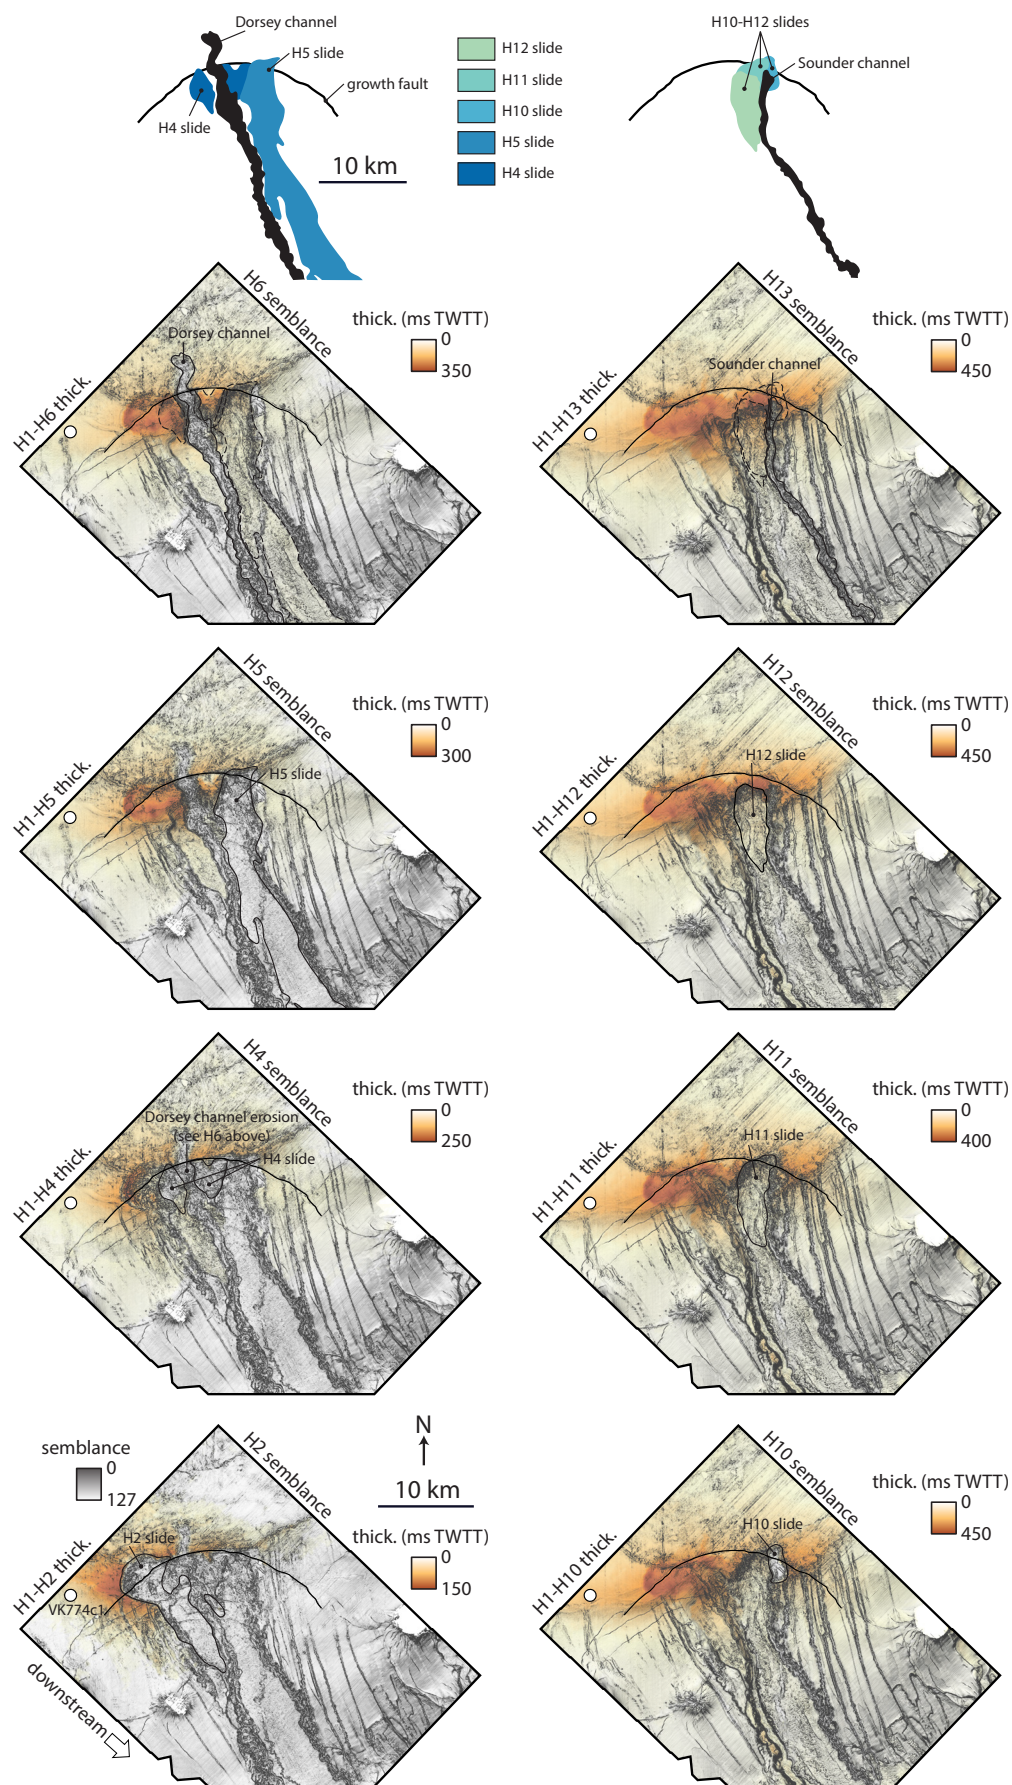 Dorsey channel
H5 slide
growth fault
H4 slide
10 km
H12 slide
H11 slide
H10 slide
H5 slide
H4 slide
H10-H12 slides
Sounder channel
H6 semblance
thick. (ms TWTT)
0
350
Dorsey channel
H1-H6 thick.
H13 semblance
thick. (ms TWTT)
0
450
Sounder channel
H1-H13 thick.
H5 semblance
thick. (ms TWTT)
0
300
H5 slide
H1-H5 thick.
H12 semblance
thick. (ms TWTT)
0
450
H12 slide
H1-H12 thick.
H4 semblance
thick. (ms TWTT)
0
250
Dorsey channel erosion
(see H6 above)
H4 slide
H1-H4 thick.
H11 semblance
thick. (ms TWTT)
0
400
H11 slide
H1-H11 thick.
N
10 km
semblance
0
127
H2 semblance
thick. (ms TWTT)
0
150
H2 slide
H1-H2 thick.
VK774c1
downstream
H10 semblance
thick. (ms TWTT)
0
450
H10 slide
H1-H10 thick.